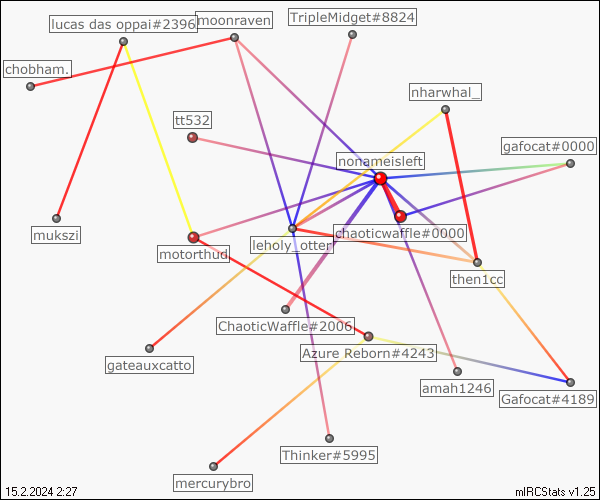 lucas das oppai#2396
moonraven
TripleMidget#8824
chobham.
nharwhal_
tt532
gafocat#0000
nonameisleft
mukszi
chaoticwaffle#0000
motorthud
leholy_otter
then1cc
ChaoticWaffle#2006
Azure Reborn#4243
gateauxcatto
amah1246
Gafocat#4189
Thinker#5995
mercurybro
15.2.2024 2:27
mIRCStats v1.25